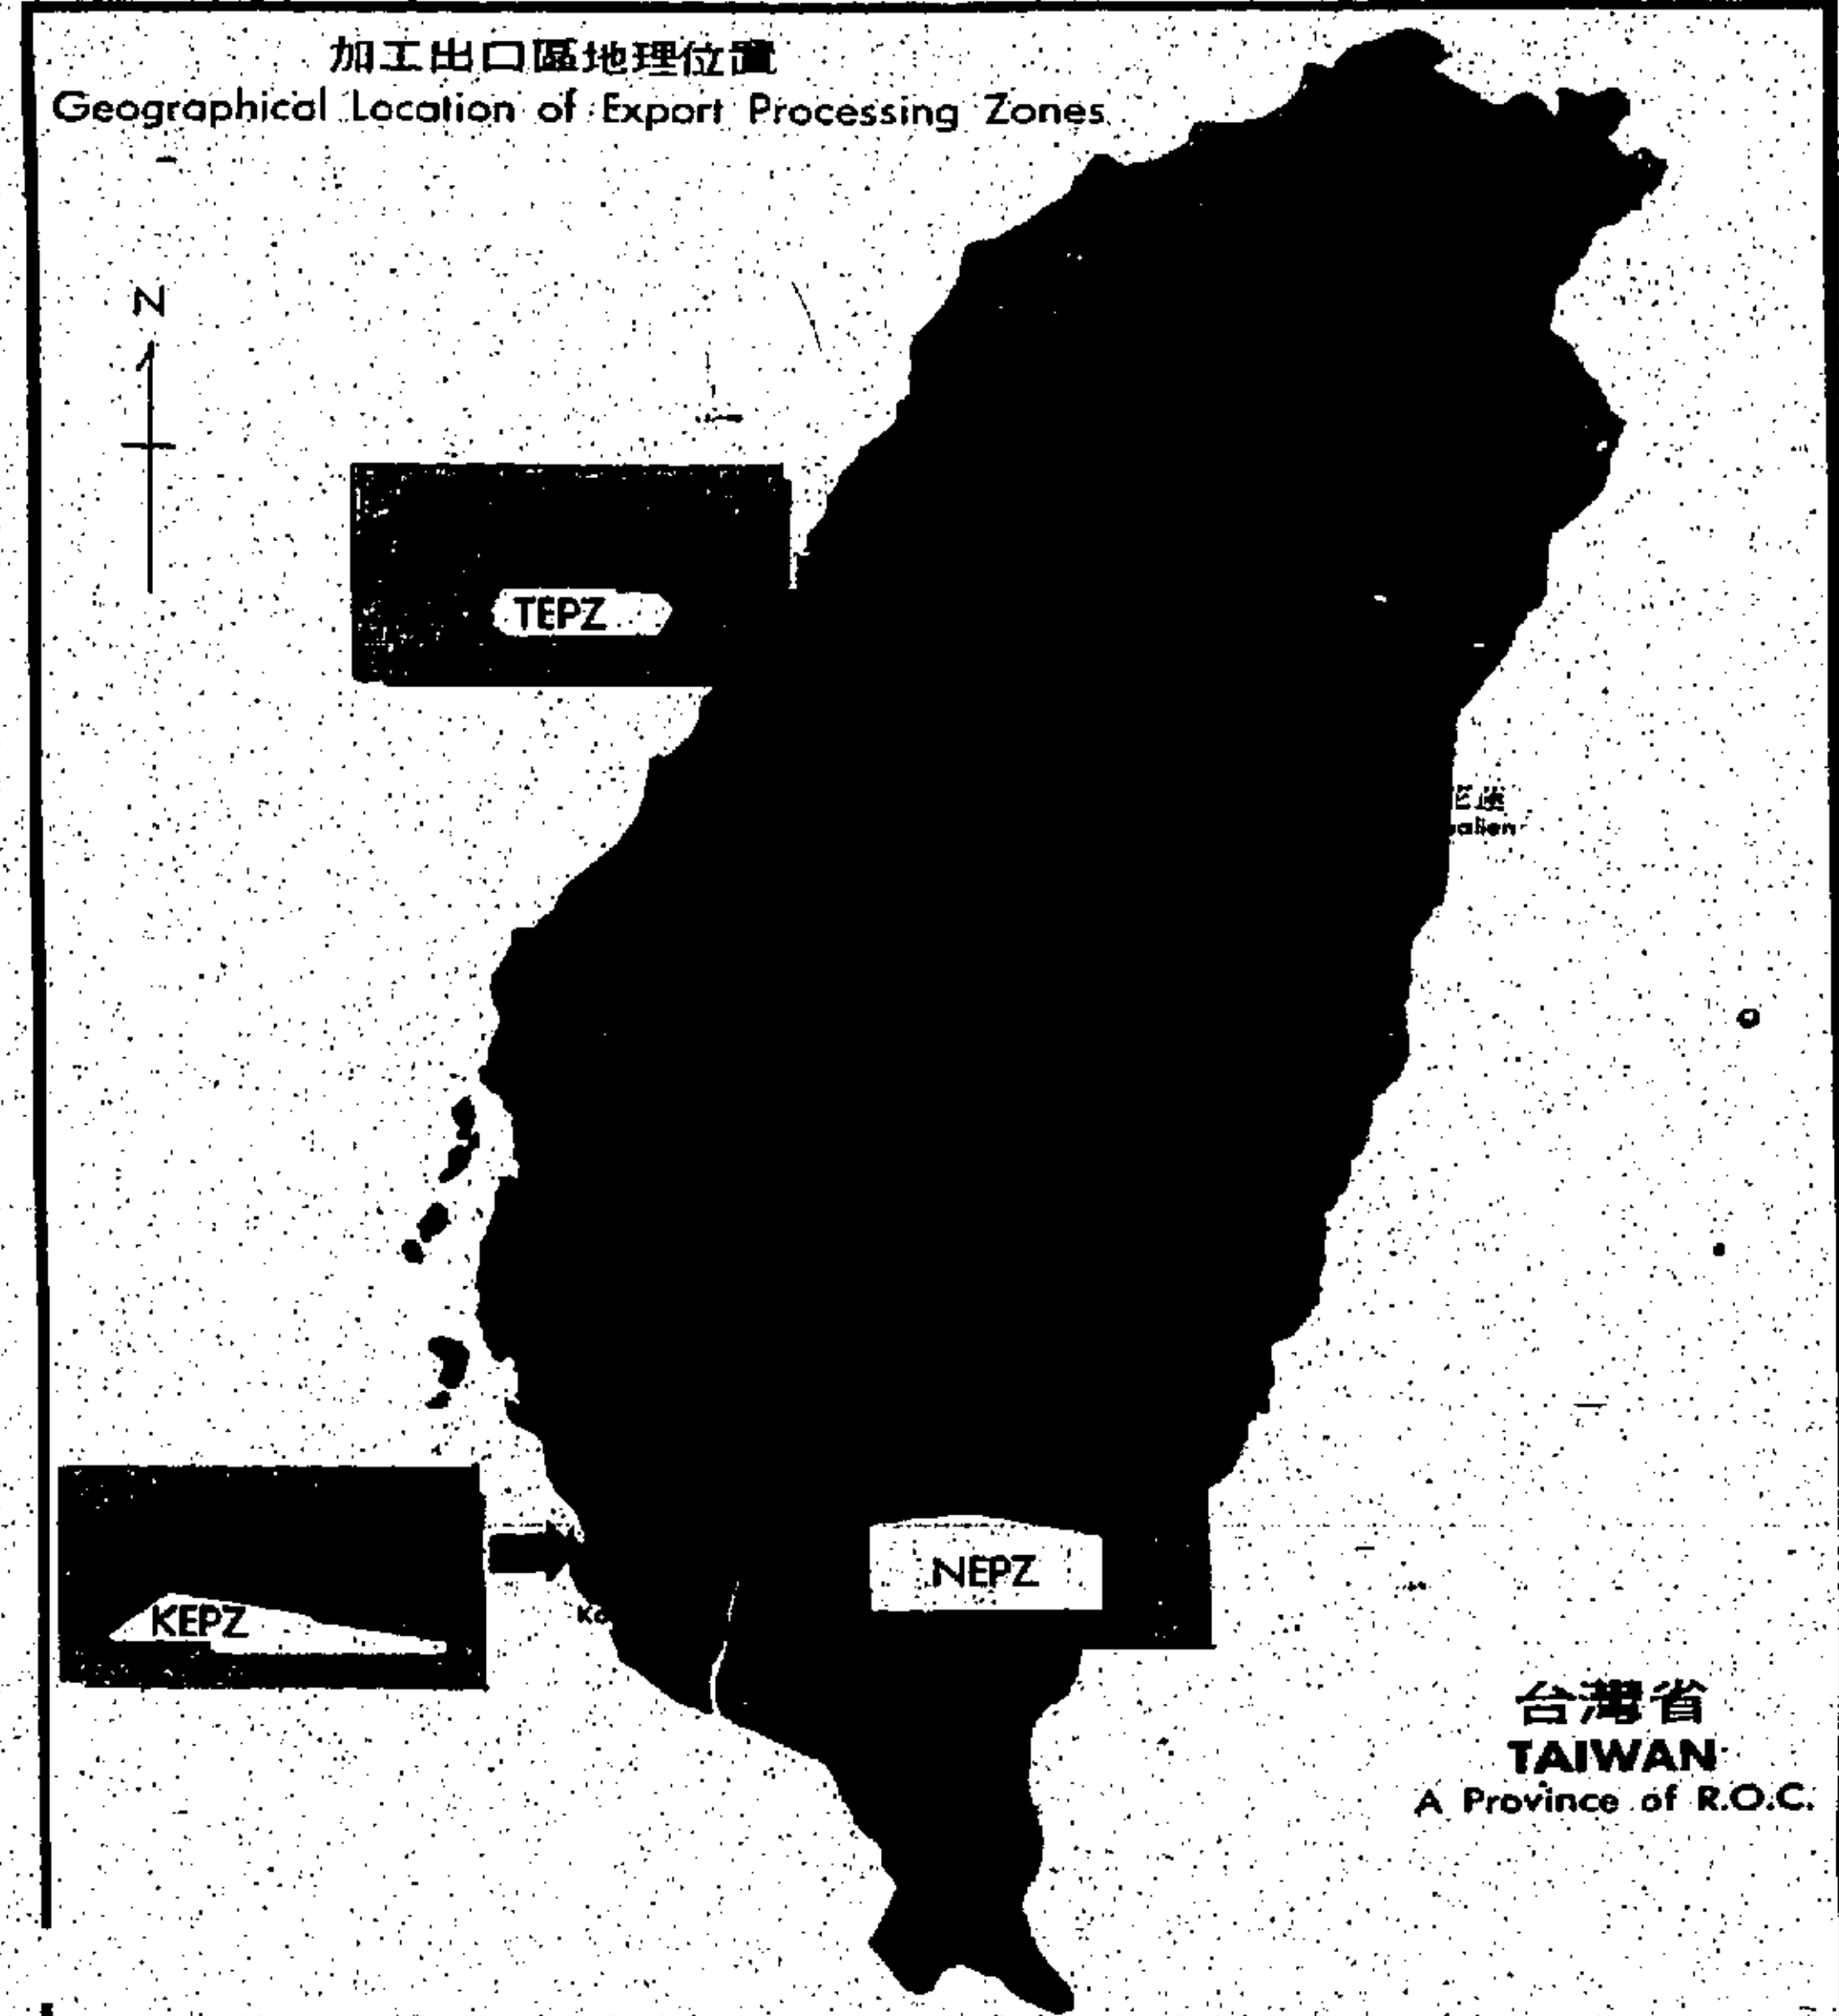 加工出口區地理位置
Geographical Location of Export Processing Zones
N
TEPZ
alien
NEPZ
KEPZ
台灣省
TAIWAN
A Province of R.O.C.